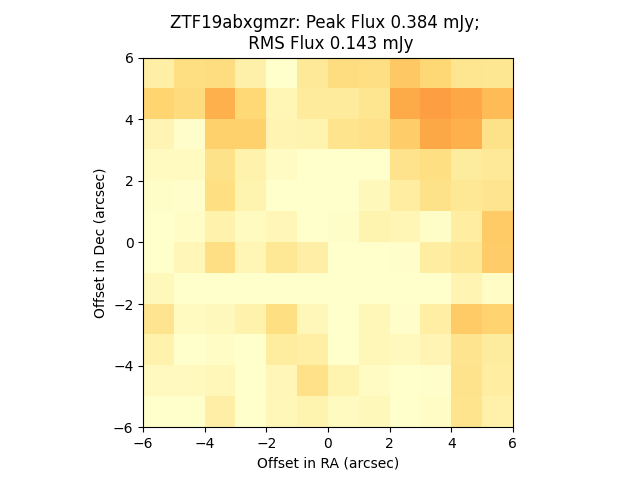 ZTF19abxgmzr: Peak Flux 0.384 mJy;
RMS Flux 0.143 mJy
6
4
2
0
−2
−4
−6
Offset in Dec (arcsec)
−6 −4 −2 0 2 4 6
Offset in RA (arcsec)